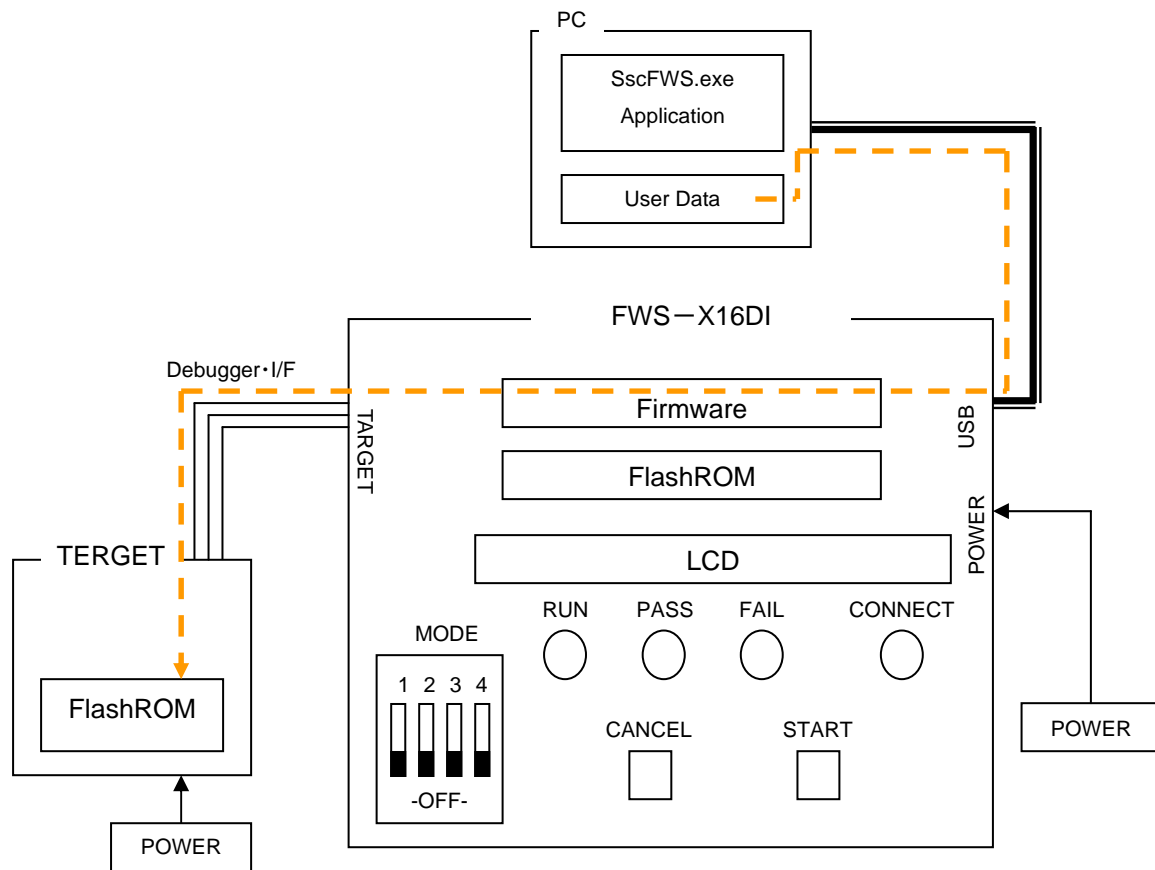 PC
SscFWS.exe
Application
User Data
FWS－X16DI
Debugger･I/F
Firmware
TARGET
USB
FlashROM
POWER
TERGET
LCD
RUN PASS FAIL CONNECT
MODE
1 2 3 4
FlashROM
CANCEL START
POWER
-OFF-
POWER